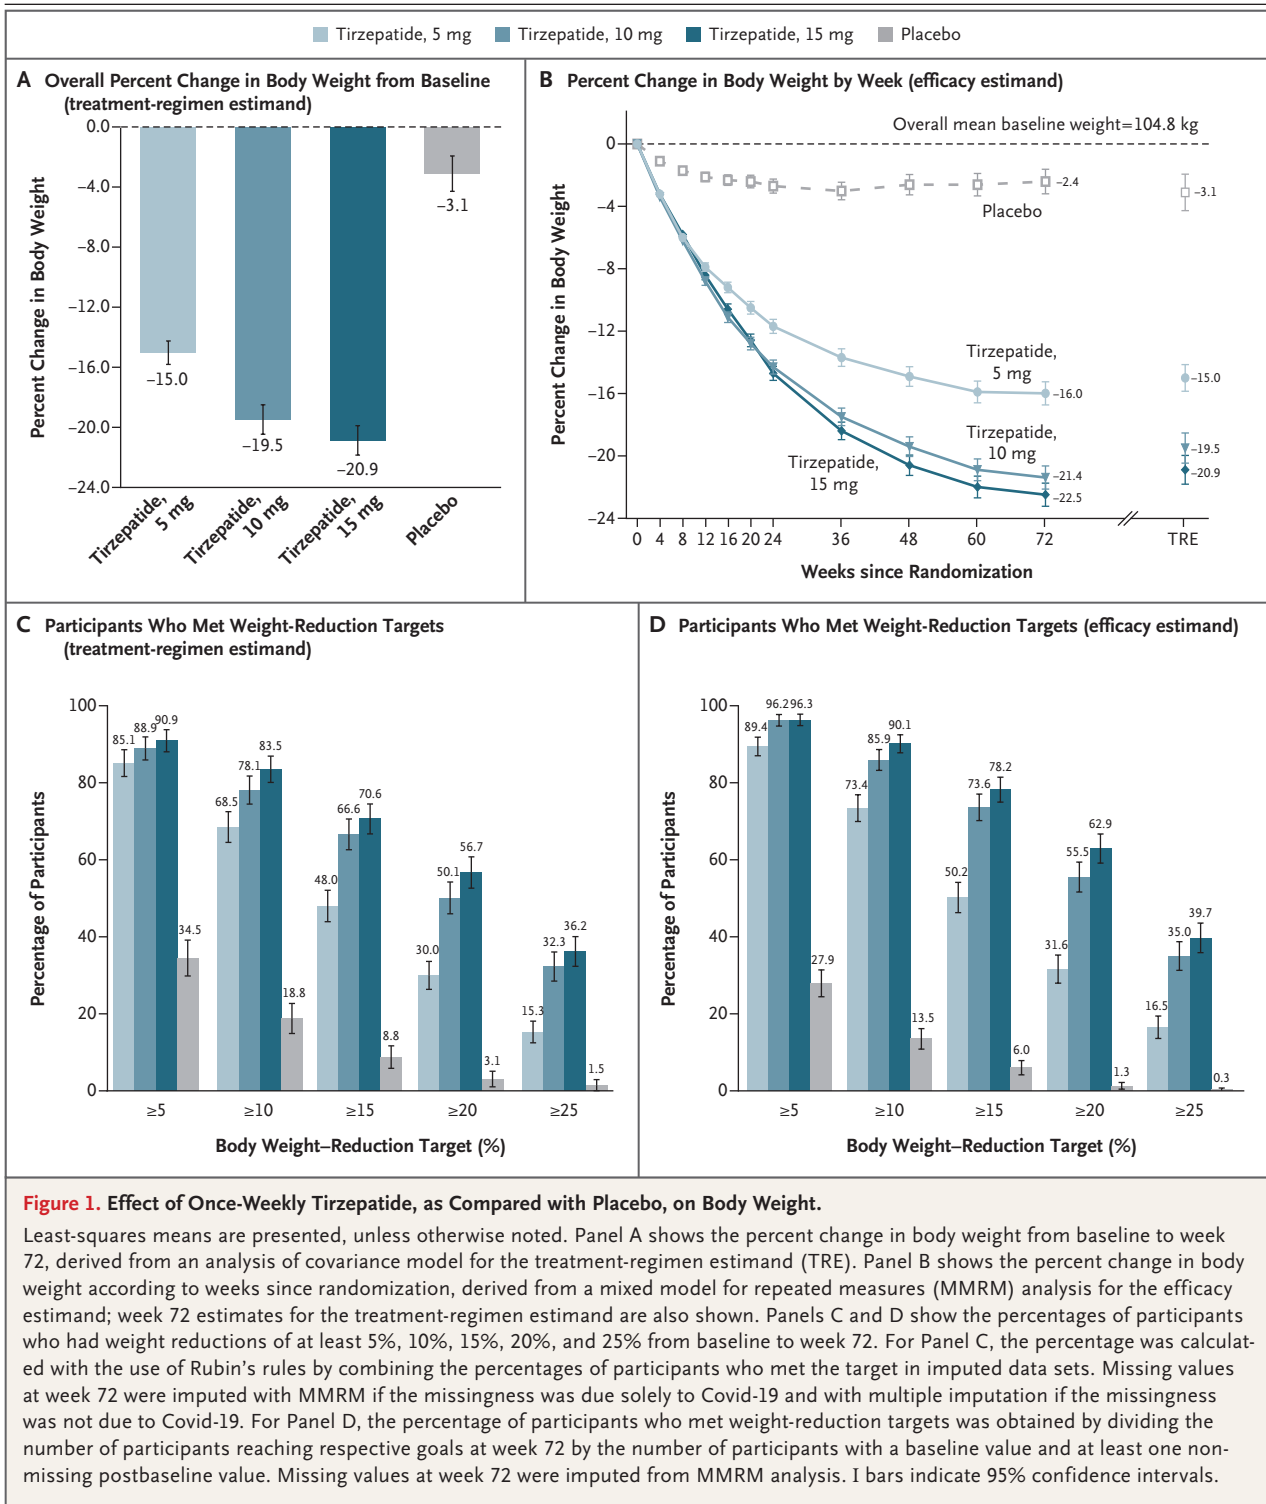 Tirzepatide, 5 mg Tirzepatide, 10 mg Tirzepatide, 15 mg Placebo
A Overall Percent Change in Body Weight from Baseline
(treatment-regimen estimand)
Percent Change in Body Weight
0.0
−4.0
−8.0
−12.0
−16.0
−20.0
−24.0
−15.0
−19.5
−20.9
−3.1
Tirzepatide,
5 mg
Tirzepatide,
10 mg
Tirzepatide,
15 mg
Placebo
B Percent Change in Body Weight by Week (efficacy estimand)
Overall mean baseline weight=104.8 kg
Percent Change in Body Weight
0
−4
−8
−12
−16
−20
−24
−2.4
Placebo
−3.1
Tirzepatide,
5 mg
−16.0
−15.0
Tirzepatide,
10 mg
−21.4
−19.5
Tirzepatide,
15 mg
−22.5
−20.9
0 4 8 12 16 20 24 36 48 60 72 TRE
Weeks since Randomization
C Participants Who Met Weight-Reduction Targets
(treatment-regimen estimand)
Percentage of Participants
100
80
60
40
20
0
85.1 88.9 90.9 34.5
68.5 78.1 83.5 18.8
48.0 66.6 70.6 8.8
30.0 50.1 56.7 3.1
15.3 32.3 36.2 1.5
≥5 ≥10 ≥15 ≥20 ≥25
Body Weight–Reduction Target (%)
D Participants Who Met Weight-Reduction Targets (efficacy estimand)
Percentage of Participants
100
80
60
40
20
0
89.4 96.2 96.3 27.9
73.4 85.9 90.1 13.5
50.2 73.6 78.2 6.0
31.6 55.5 62.9 1.3
16.5 35.0 39.7 0.3
≥5 ≥10 ≥15 ≥20 ≥25
Body Weight–Reduction Target (%)
Figure 1. Effect of Once-Weekly Tirzepatide, as Compared with Placebo, on Body Weight.
Least-squares means are presented, unless otherwise noted. Panel A shows the percent change in body weight from baseline to week
72, derived from an analysis of covariance model for the treatment-regimen estimand (TRE). Panel B shows the percent change in body
weight according to weeks since randomization, derived from a mixed model for repeated measures (MMRM) analysis for the efficacy
estimand; week 72 estimates for the treatment-regimen estimand are also shown. Panels C and D show the percentages of participants
who had weight reductions of at least 5%, 10%, 15%, 20%, and 25% from baseline to week 72. For Panel C, the percentage was calculat-
ed with the use of Rubin’s rules by combining the percentages of participants who met the target in imputed data sets. Missing values
at week 72 were imputed with MMRM if the missingness was due solely to Covid-19 and with multiple imputation if the missingness
was not due to Covid-19. For Panel D, the percentage of participants who met weight-reduction targets was obtained by dividing the
number of participants reaching respective goals at week 72 by the number of participants with a baseline value and at least one non-
missing postbaseline value. Missing values at week 72 were imputed from MMRM analysis. I bars indicate 95% confidence intervals.